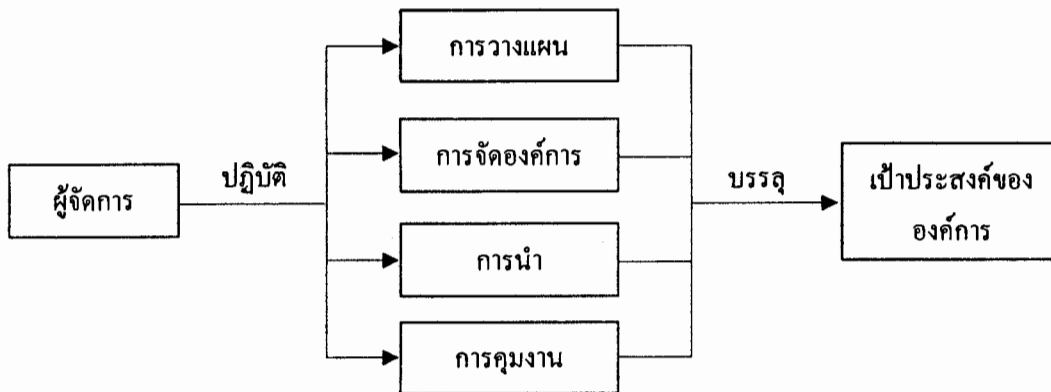 ผู้จัดการ
ปฏิบัติ
การวางแผน
การจัดองค์การ
การนำ
การคุมงาน
บรรลุ
เป้าประสงค์ของ
องค์การ